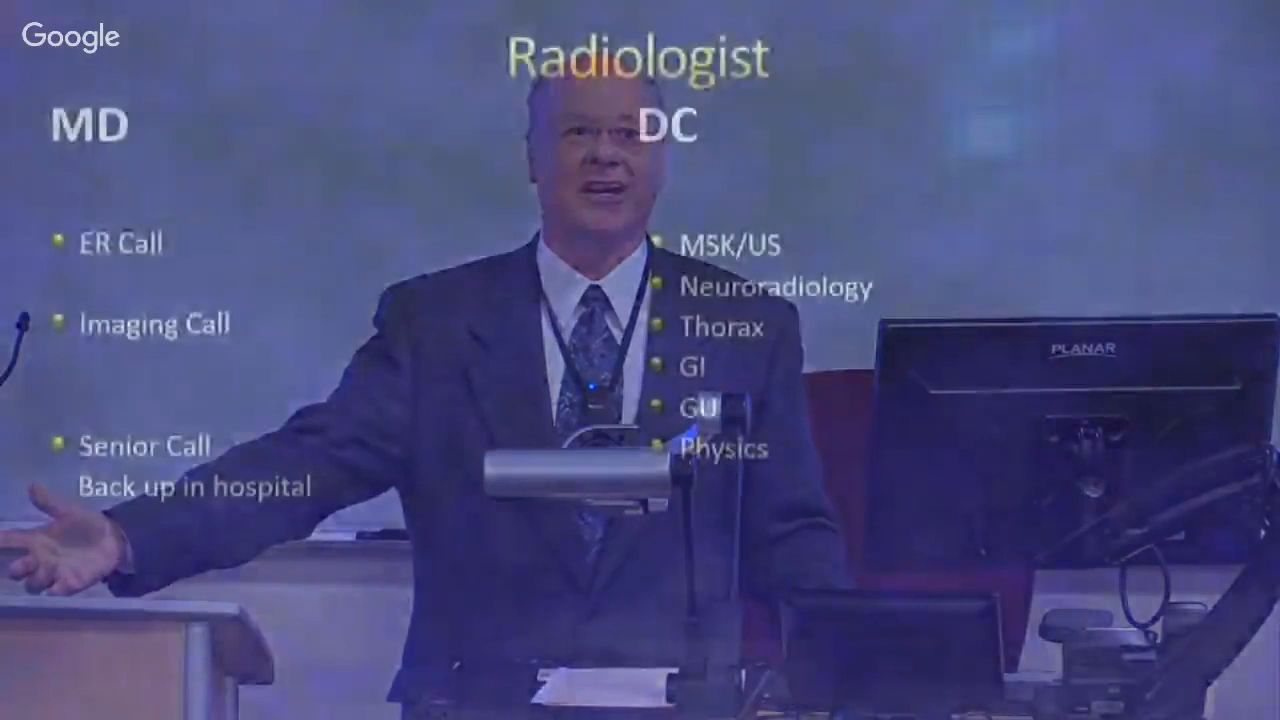 Google
Radiologist
MD
DC
ER Call
Imaging Call
Senior Call
Back up in hospital
MSK/US
Neuroradiology
Thorax
GI
GU
Physics
PLANAR